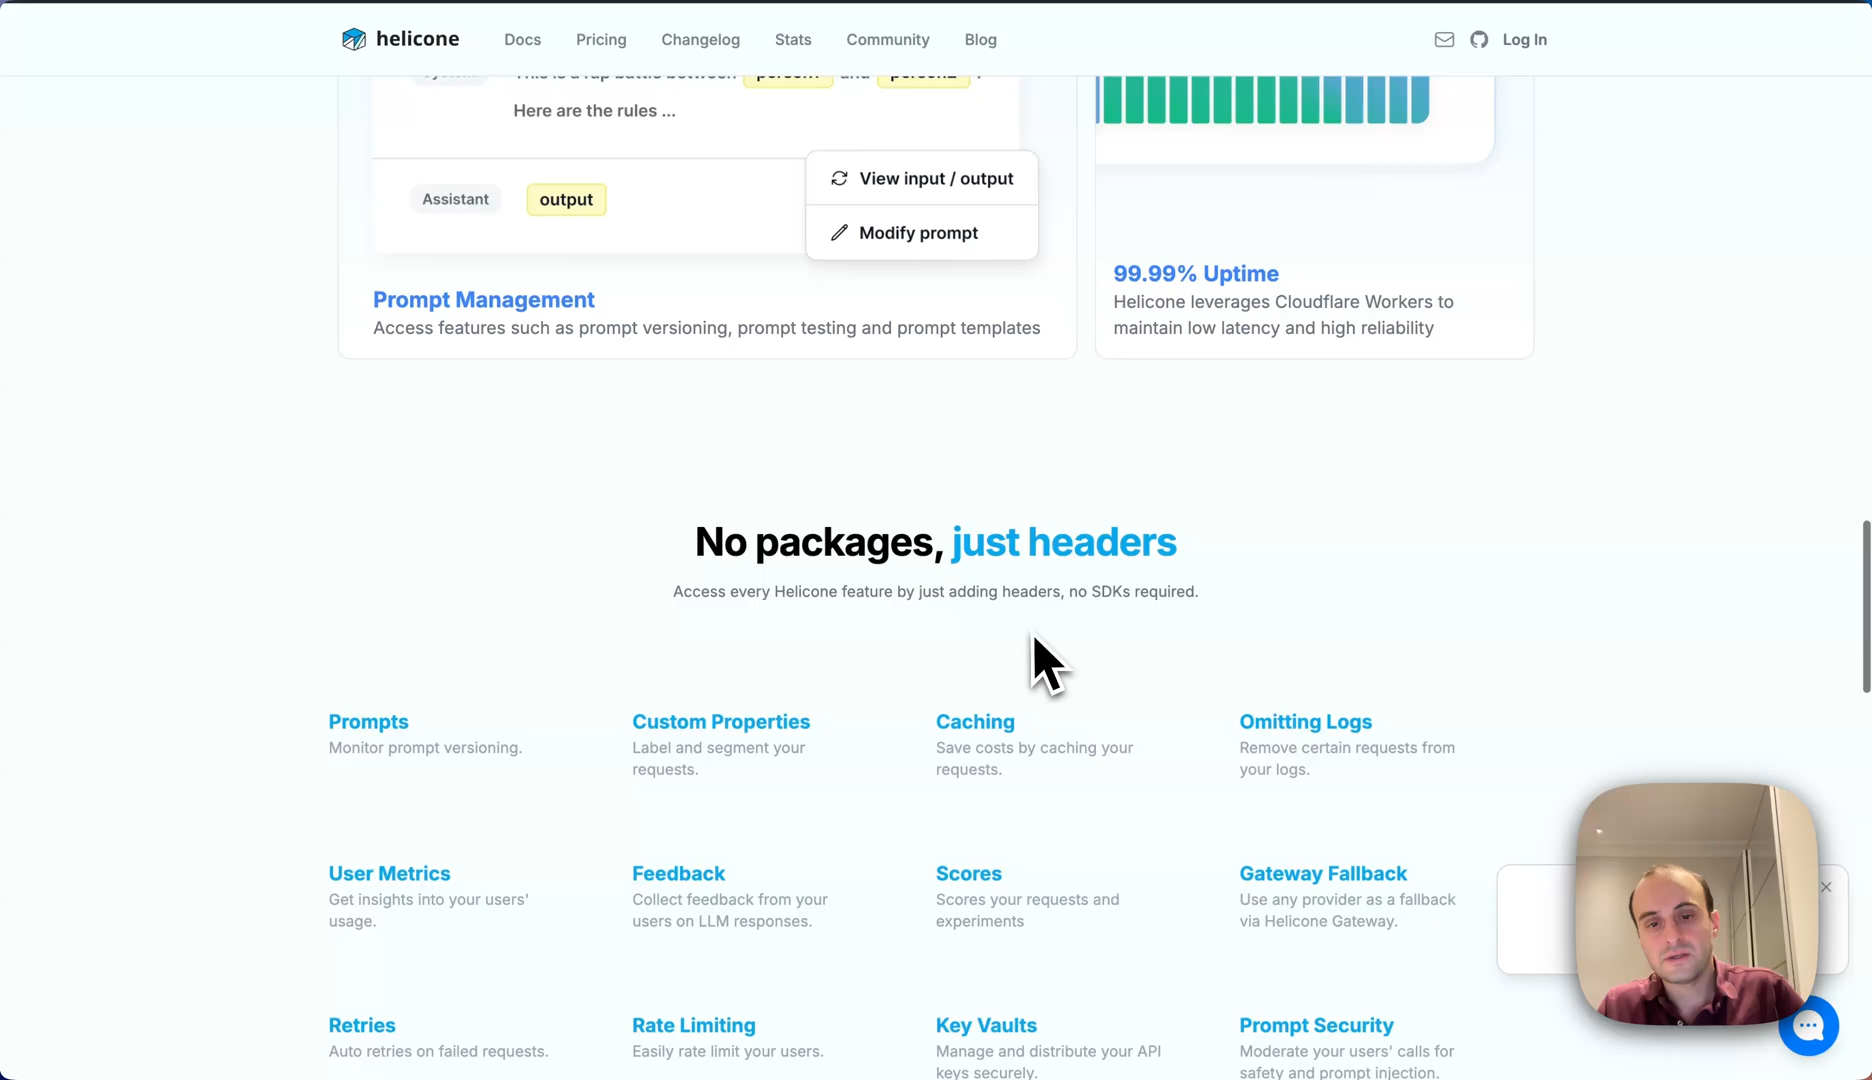 helicone
Docs
Pricing
Changelog
Stats
Community
Blog
Log In
This is a rap battle between person1 and person2 .
Here are the rules ...
View input / output
Assistant
output
Modify prompt
Prompt Management
Access features such as prompt versioning, prompt testing and prompt templates
99.99% Uptime
Helicone leverages Cloudflare Workers to
maintain low latency and high reliability
No packages, just headers
Access every Helicone feature by just adding headers, no SDKs required.
Prompts
Monitor prompt versioning.
Custom Properties
Label and segment your
requests.
Caching
Save costs by caching your
requests.
Omitting Logs
Remove certain requests from
your logs.
User Metrics
Get insights into your users'
usage.
Feedback
Collect feedback from your
users on LLM responses.
Scores
Scores your requests and
experiments
Gateway Fallback
Use any provider as a fallback
via Helicone Gateway.
Retries
Auto retries on failed requests.
Rate Limiting
Easily rate limit your users.
Key Vaults
Manage and distribute your API
keys securely.
Prompt Security
Moderate your users' calls for
safety and prompt injection.